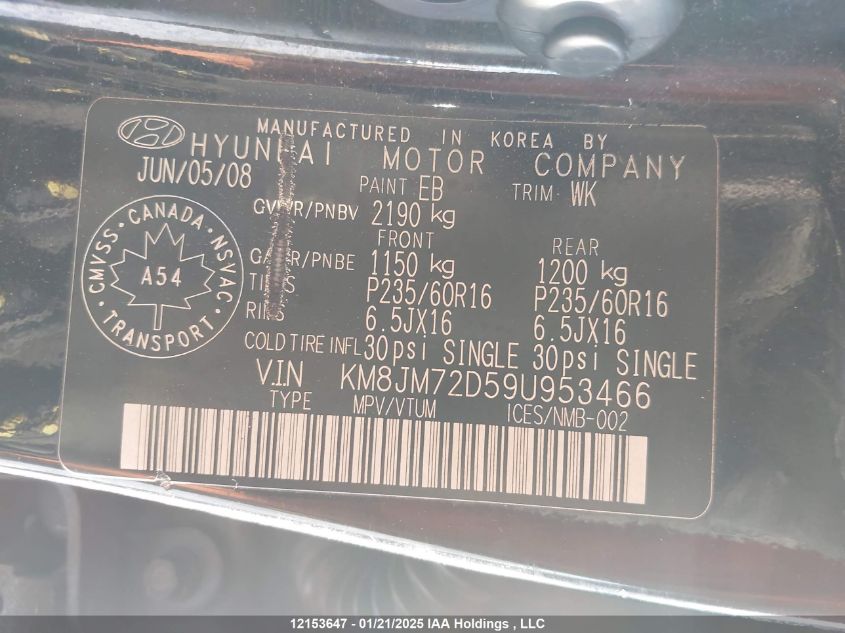 MANUFACTURED IN KOREA BY
HYUNDAI MOTOR COMPANY
JUN/05/08 PAINT EB TRIM WK
GVWR/PNBV 2190 kg
FRONT REAR
GAWR/PNBE 1150 kg 1200 kg
TIRES P235/60R16 P235/60R16
RIMS 6.5JX16 6.5JX16
COLD TIRE INFL 30psi SINGLE 30psi SINGLE
V.I.N KM8JM72D59U953466
TYPE MPV/VTUM ICES/NMB-002
CMVSS · CANADA · NSVAC · TRANSPORT
A54
12153647 - 01/21/2025 IAA Holdings , LLC